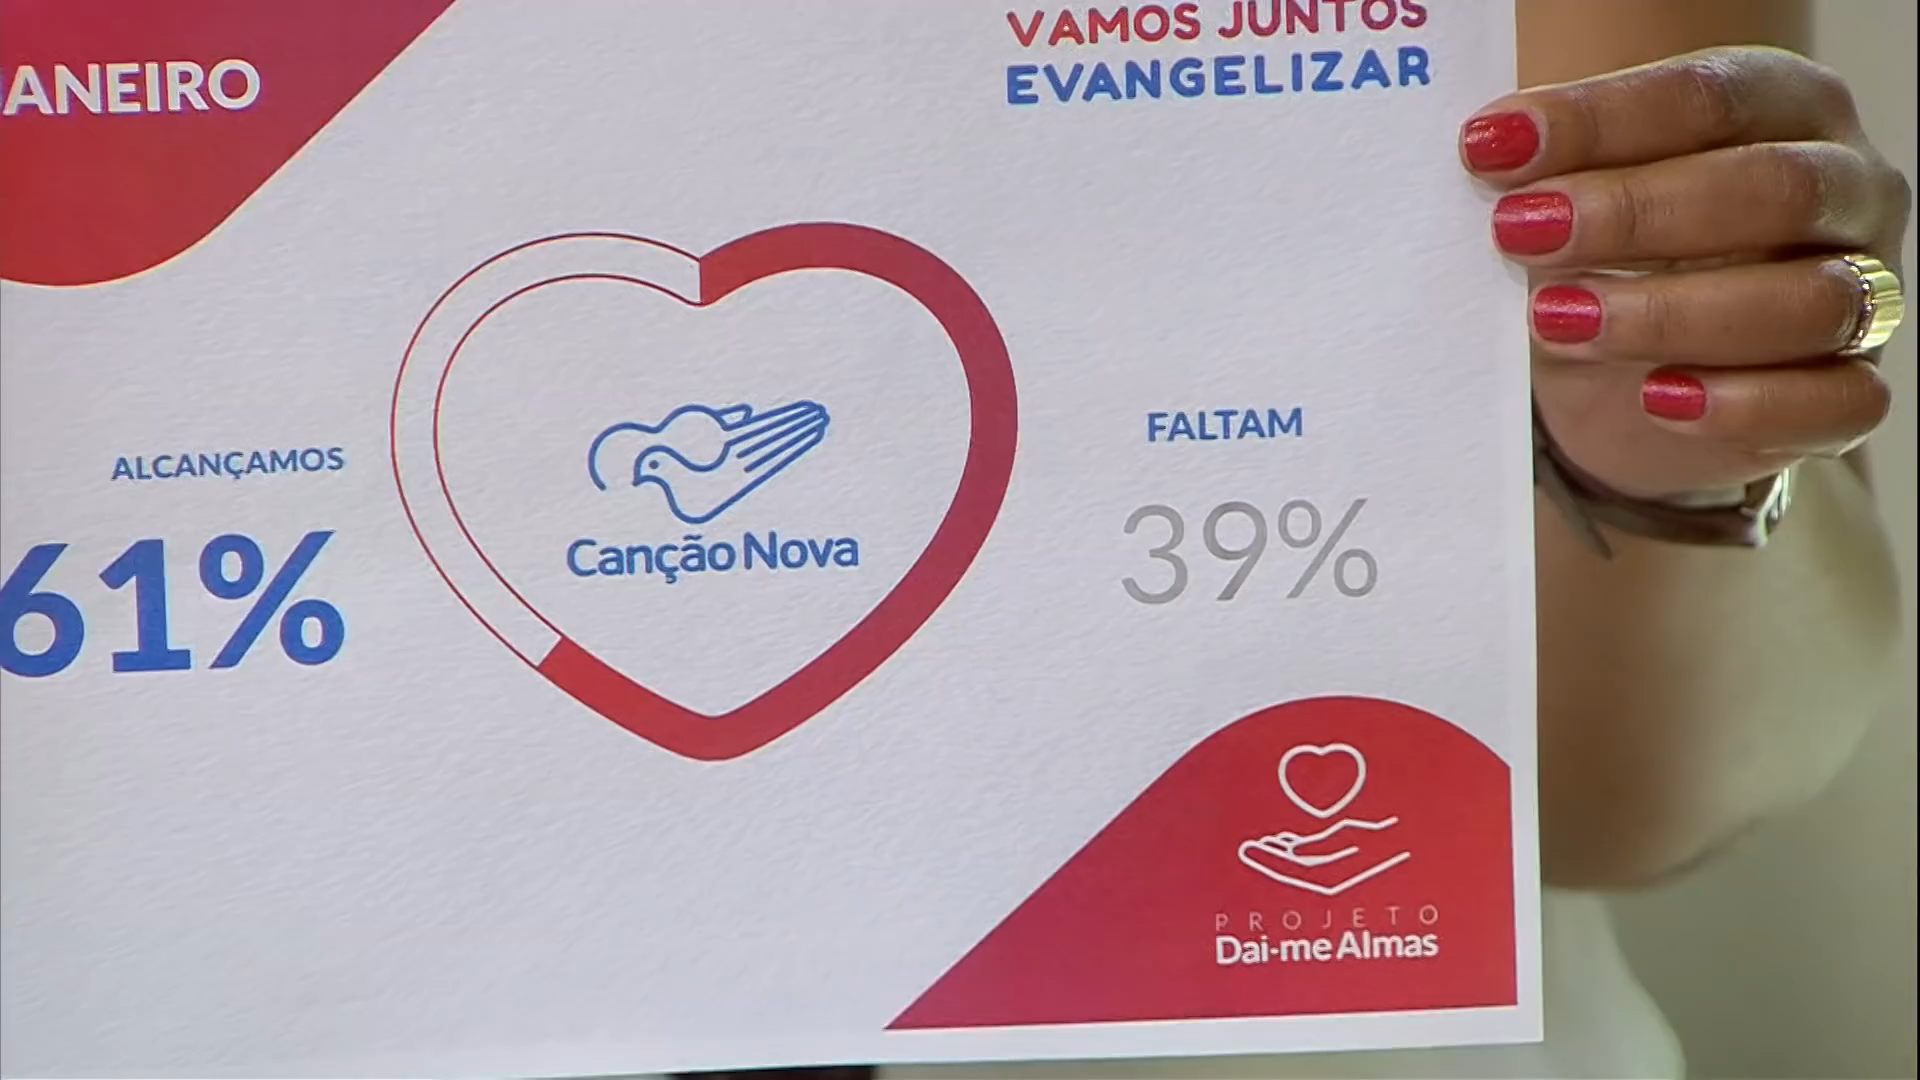 ANEIRO
VAMOS JUNTOS
EVANGELIZAR
ALCANÇAMOS
61%
Canção Nova
FALTAM
39%
PROJETO
Dai-me Almas